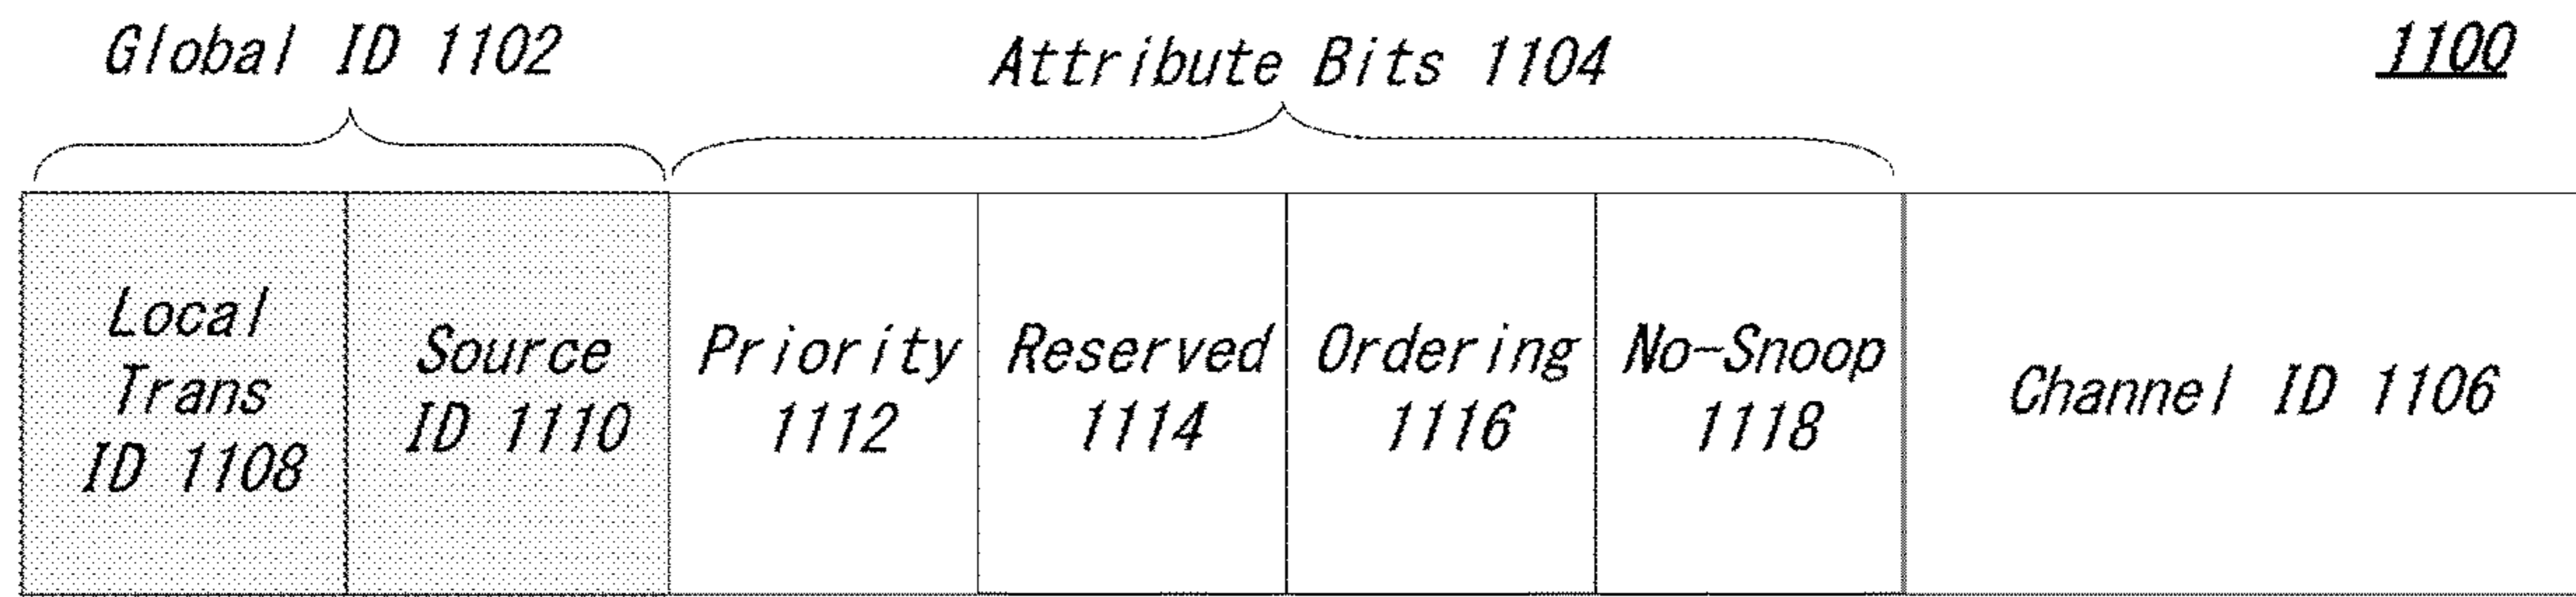 Global ID 1102
Attribute Bits 1104
1100
Local
Trans
ID 1108
Source
ID 1110
Priority
1112
Reserved
1114
Ordering
1116
No-Snoop
1118
Channel ID 1106